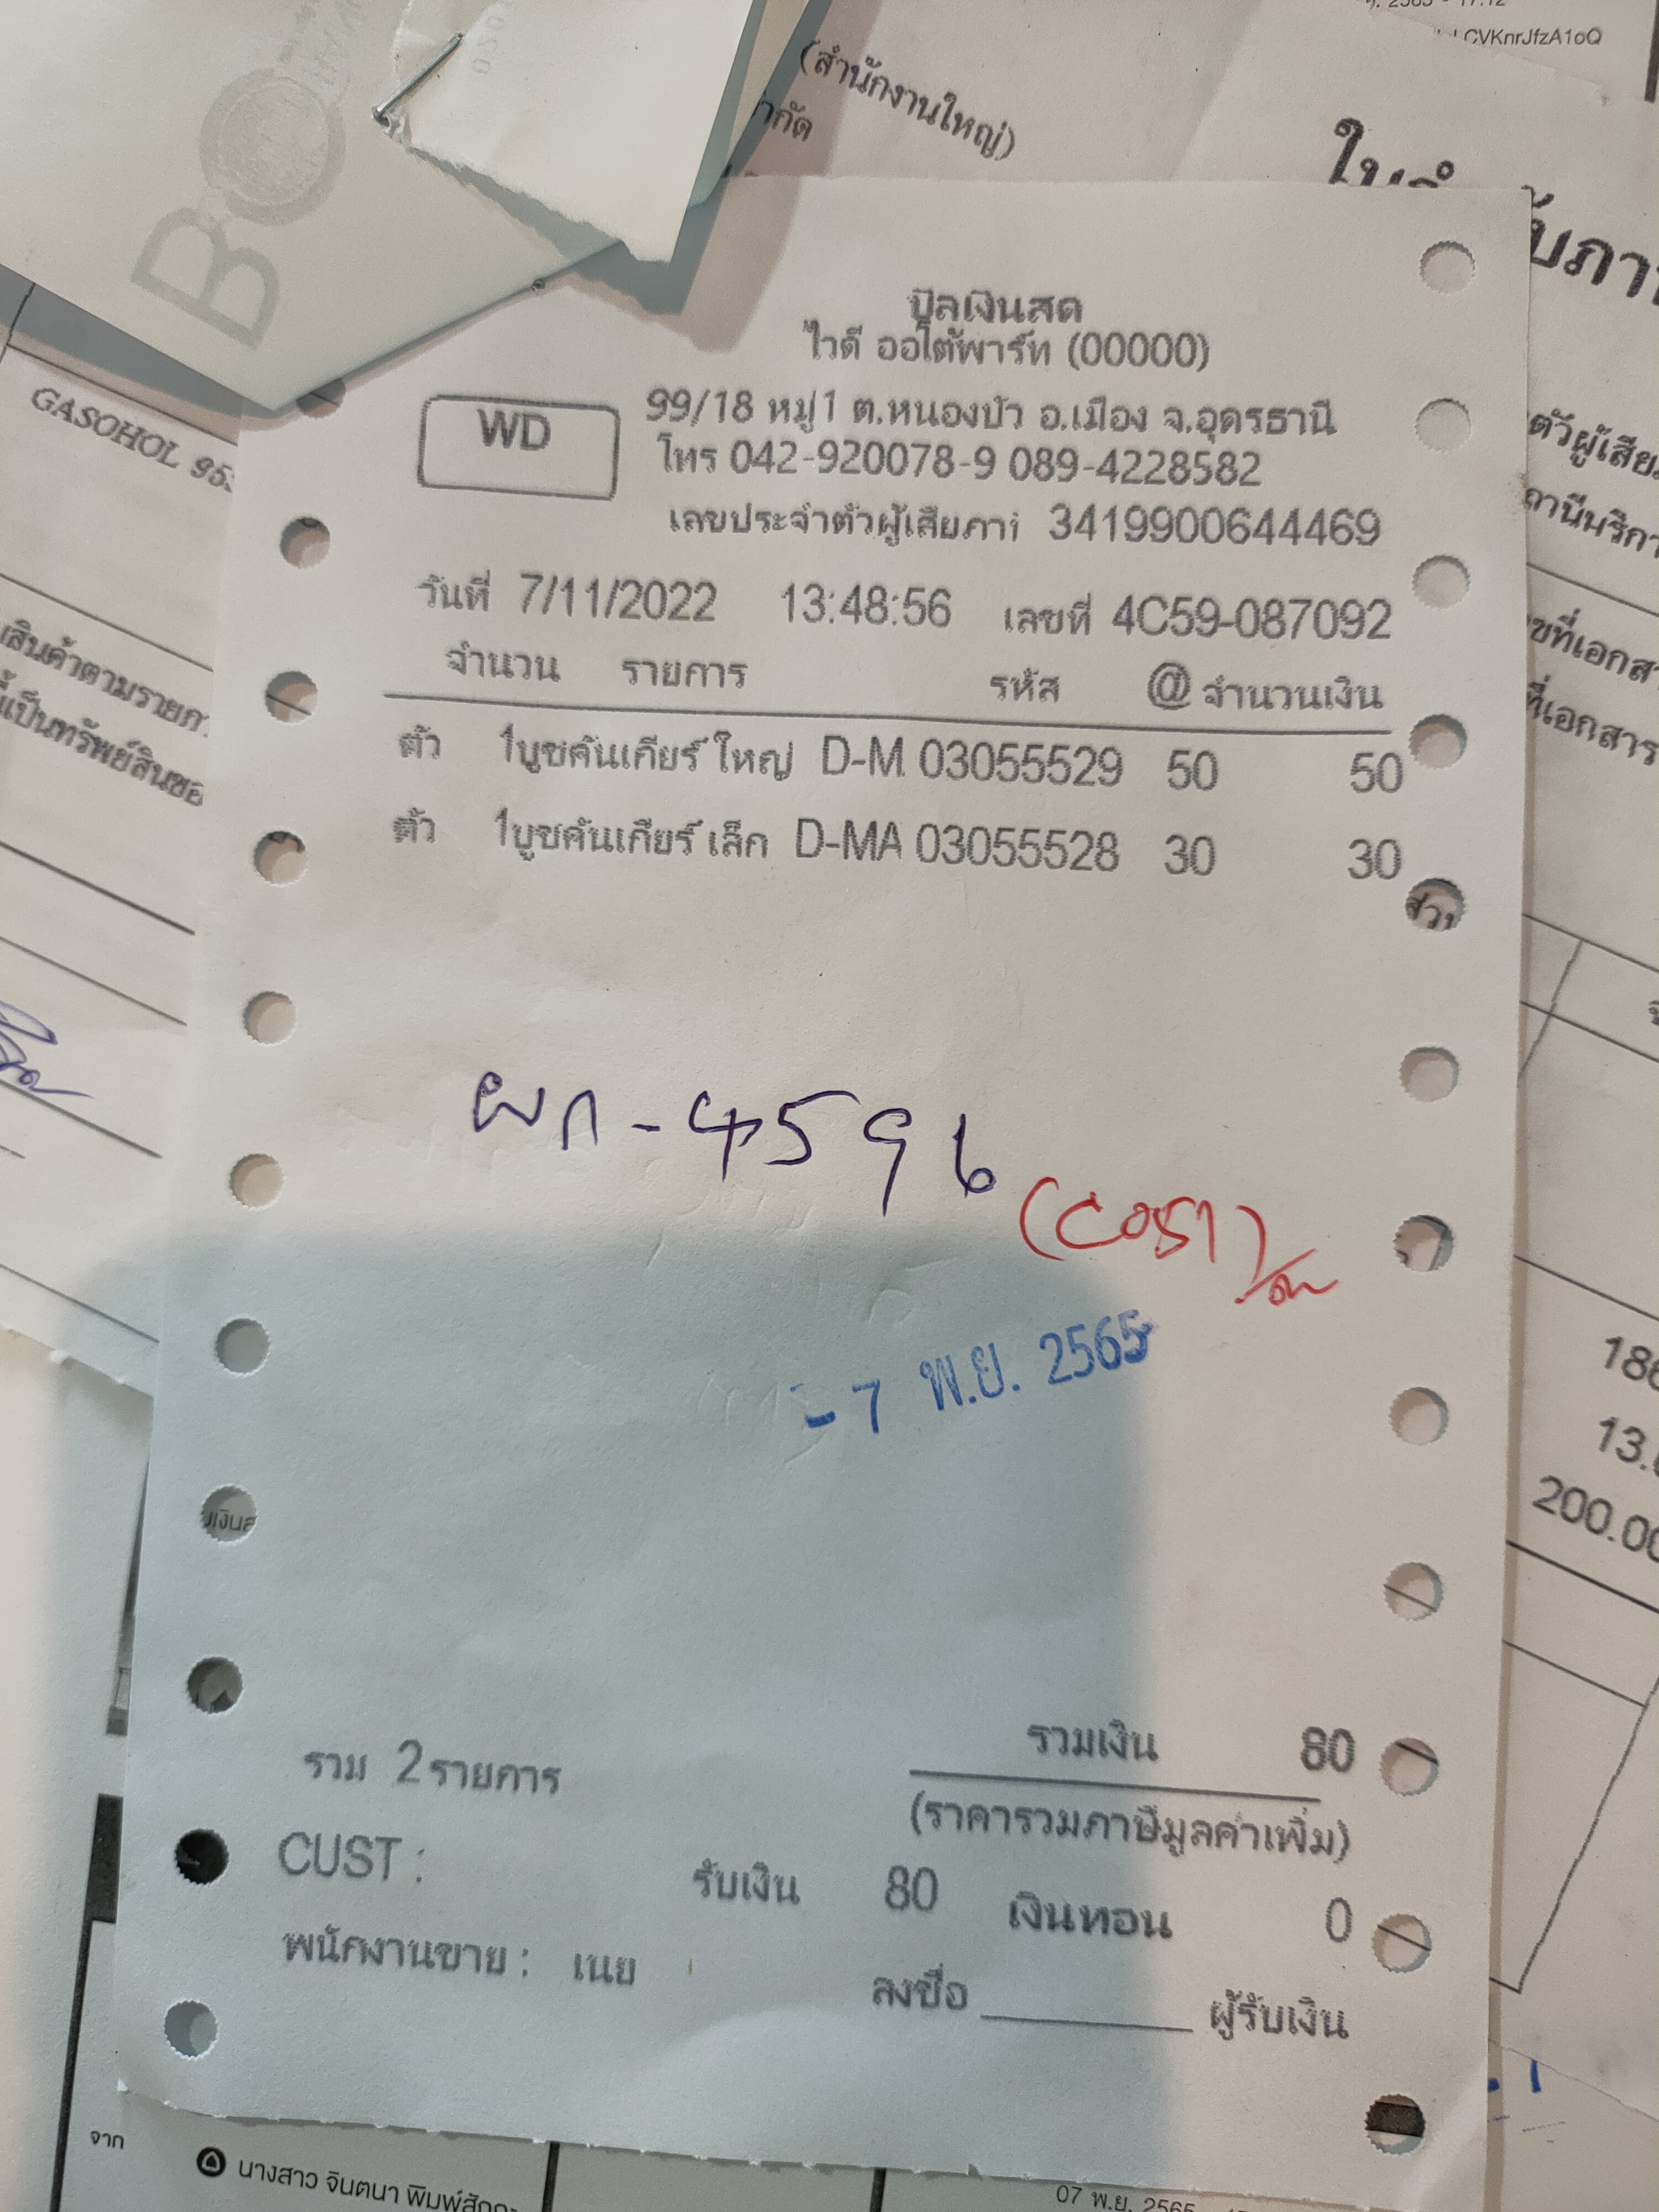 บิลเงินสด
ไวดี ออโต้พาร์ท (00000)
WD
99/18 หมู่1 ต.หนองบัว อ.เมือง จ.อุดรธานี
โทร 042-920078-9 089-4228582
เลขประจำตัวผู้เสียภาษี 3419900644469
วันที่ 7/11/2022 13:48:56 เลขที่ 4C59-087092
จำนวน รายการ รหัส @ จำนวนเงิน
ตัว 1บูชคันเกียร์ ใหญ่ D-M 03055529 50 50
ตัว 1บูชคันเกียร์ เล็ก D-MA 03055528 30 30
ผก-4596
(C051)
-7 พ.ย. 2565
รวม 2รายการ รวมเงิน 80
(ราคารวมภาษีมูลค่าเพิ่ม)
CUST : รับเงิน 80 เงินทอน 0
พนักงานขาย : เนย ลงชื่อ ผู้รับเงิน
(สำนักงานใหญ่)
CVKnrJfzA1oQ
GASOHOL 95
200.00
จาก
นางสาว จินตนา
07 พ.ย. 2565